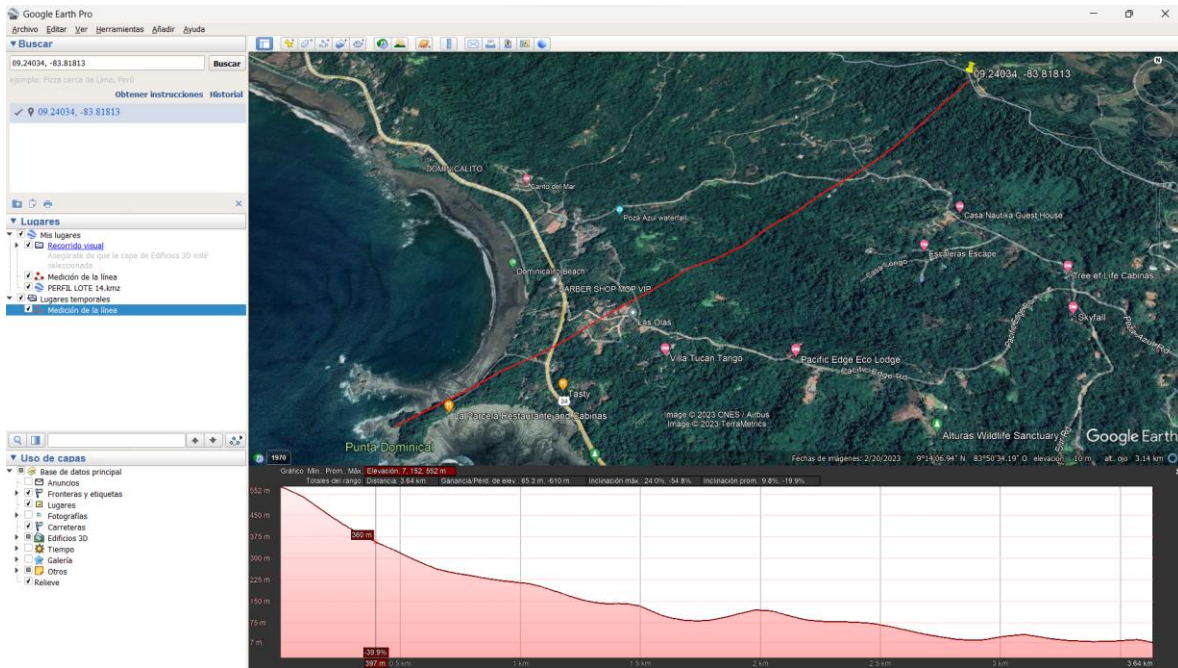 Google Earth Pro
Archivo Editar Ver Herramientas Añadir Ayuda
Buscar
09.24034, -83.81813
Buscar
ejemplo: Pizza cerca de Lima, Perú
Obtener instrucciones Historial
09.24034, -83.81813
Lugares
Mis lugares
Recorrido visual
Asegúrate de que la capa de Edificios 3D esté
seleccionada
Medición de la línea
PERFIL LOTE 14.kmz
Lugares temporales
Medición de la línea
Uso de capas
Base de datos principal
Anuncios
Fronteras y etiquetas
Lugares
Fotografías
Carreteras
Edificios 3D
Tiempo
Galería
Otros
Relieve
N
09.24034, -83.81813
DOMINICALITO
Canto del Mar
Poza Azul waterfall
Casa Nautika Guest House
Escaleras Escape
Dominicalito Beach
BARBER SHOP MGP VIP
Tree of Life Cabinas
Las Olas
Skyfall
Villa Tucan Tango
Pacific Edge Eco Lodge
Pacific Edge Rd
Poza Azul Rd
Tasty
34
La Parcela Restaurante and Cabinas
Punta Dominical
Image © 2023 CNES / Airbus
Image © 2023 TerraMetrics
Alturas Wildlife Sanctuary
Google Earth
1970
Fechas de imágenes: 2/20/2023 9°14'06.94" N 83°50'34.19" O elevación 10 m alt. ojo 3.14 km
Gráfico Mín., Prom., Máx. Elevación: 7, 152, 552 m
Totales del rango: Distancia: 3.64 km Ganancia/Pérd. de elev.: 65.3 m, -610 m Inclinación máx.: 24.0%, -54.8% Inclinación prom.: 9.8%, -19.9%
552 m
450 m
375 m
300 m
225 m
150 m
75 m
7 m
360 m
-39.9%
397 m 0.5 km 1 km 1.5 km 2 km 2.5 km 3 km 3.64 km